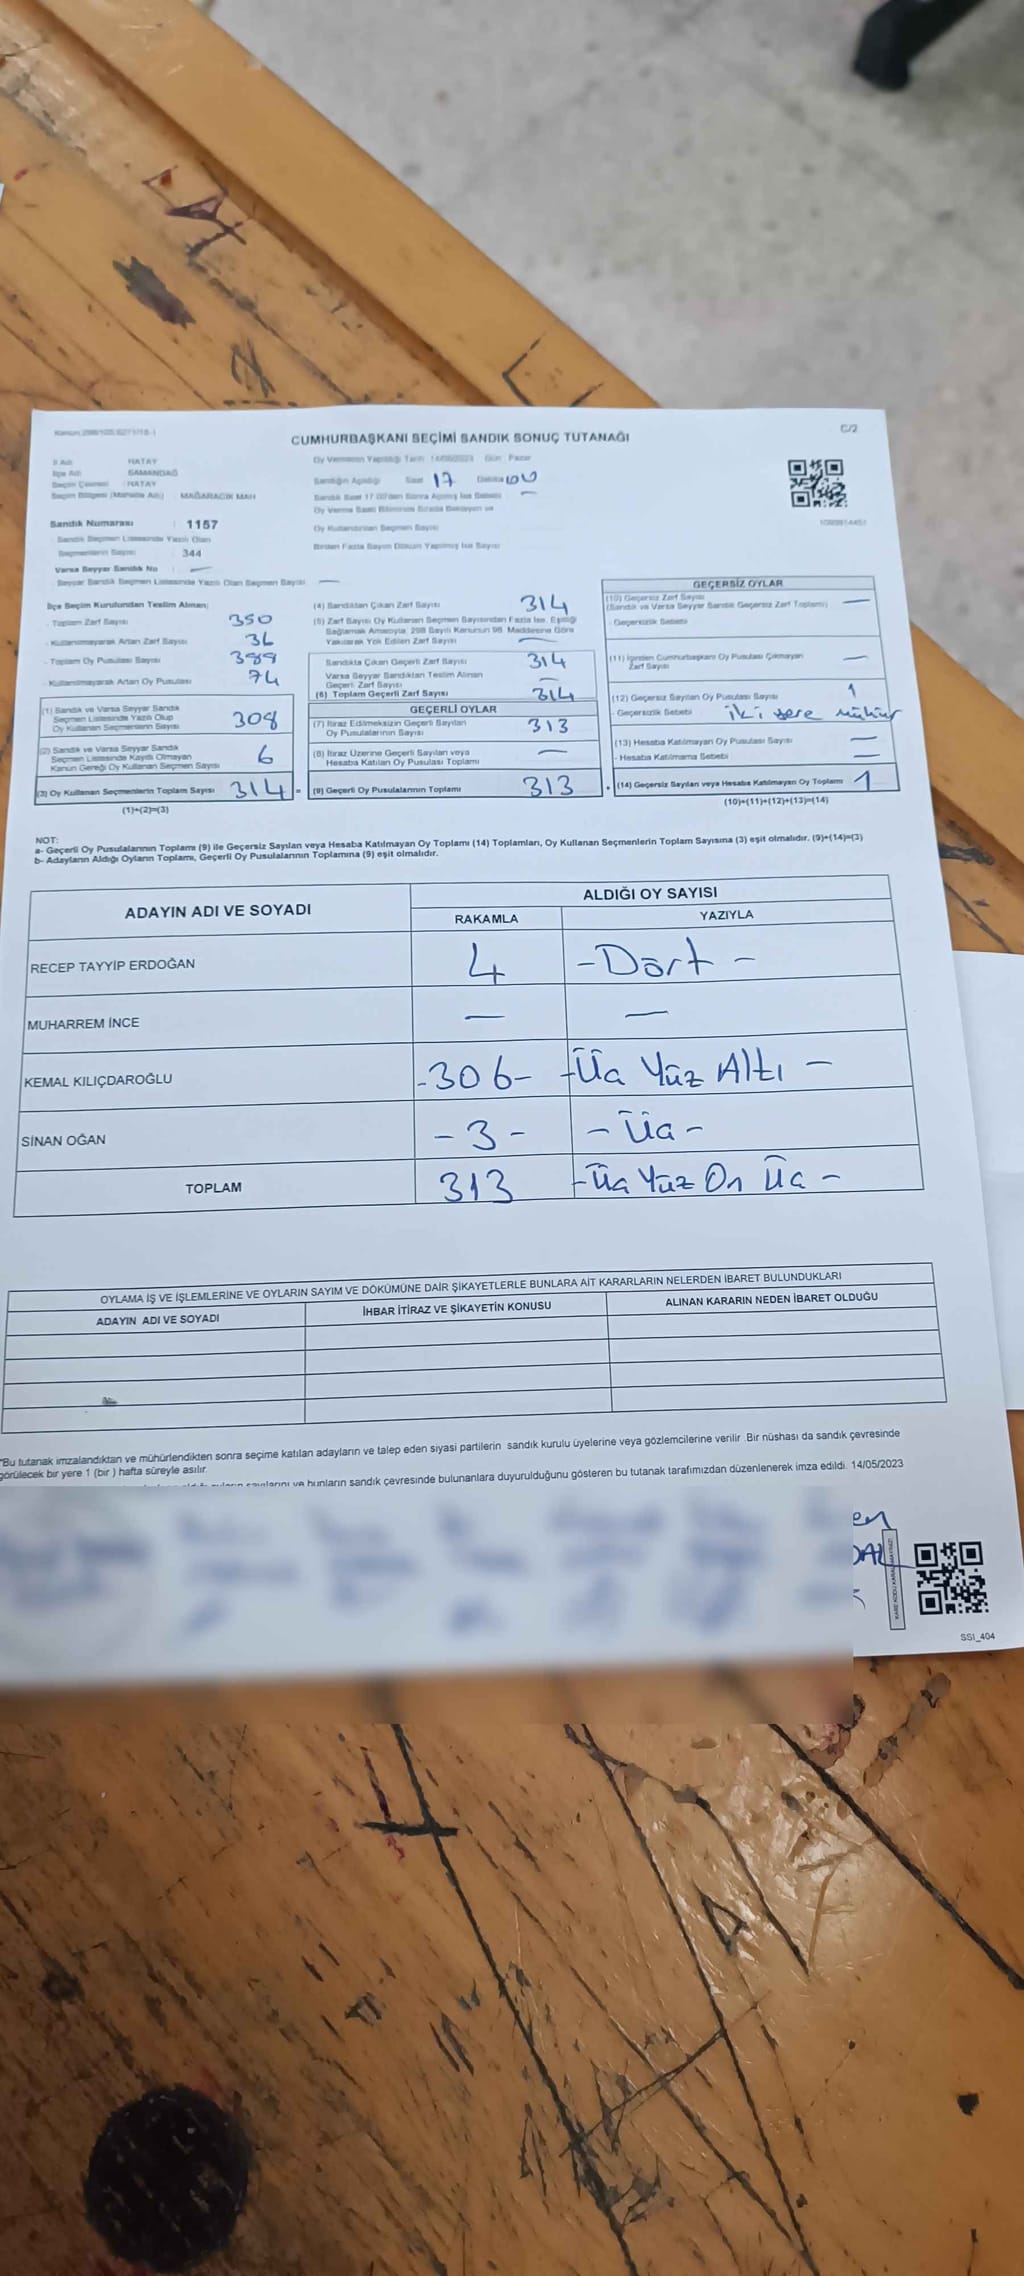 CUMHURBAŞKANI SEÇİMİ SANDIK SONUÇ TUTANAĞI
C/2
İl Adı HATAY
İlçe Adı SAMANDAĞ
Seçim Çevresi : HATAY
Seçim Bölgesi (Mahalle Adı) : MAĞARACIK MAH
Oy Vermenin Yapıldığı Tarih 14/05/2023 Gün : Pazar
Sandığın Açıldığı Saat 17 Dakika 00
Sandık Saat 17.00'den Sonra Açılmış İse Sebebi —
Oy Verme Saati Bitiminde Sırada Bekleyen ve
Oy Kullandırılan Seçmen Sayısı
Birden Fazla Sayım Döküm Yapılmış İse Sayısı
Sandık Numarası : 1157
Sandık Seçmen Listesinde Yazılı Olan
Seçmenlerin Sayısı : 344
Varsa Seyyar Sandık No : —
Seyyar Sandık Seçmen Listesinde Yazılı Olan Seçmen Sayısı —
İlçe Seçim Kurulundan Teslim Alınan;
- Toplam Zarf Sayısı 350
- Kullanılmayarak Artan Zarf Sayısı 36
- Toplam Oy Pusulası Sayısı
- Kullanılmayarak Artan Oy Pusulası 74
(1) Sandık ve Varsa Seyyar Sandık
Seçmen Listesinde Yazılı Olup
Oy Kullanan Seçmenlerin Sayısı 308
(2) Sandık ve Varsa Seyyar Sandık
Seçmen Listesinde Kayıtlı Olmayan
Kanun Gereği Oy Kullanan Seçmen Sayısı 6
(3) Oy Kullanan Seçmenlerin Toplam Sayısı 314
(1)+(2)=(3)
(4) Sandıktan Çıkan Zarf Sayısı 314
(5) Zarf Sayısı Oy Kullanan Seçmen Sayısından Fazla İse, Eşitliği
Sağlamak Amacıyla, 298 Sayılı Kanunun 98. Maddesine Göre
Yakılarak Yok Edilen Zarf Sayısı —
Sandıkta Çıkan Geçerli Zarf Sayısı 314
Varsa Seyyar Sandıktan Teslim Alınan
Geçerli Zarf Sayısı —
(6) Toplam Geçerli Zarf Sayısı 314
GEÇERLİ OYLAR
(7) İtiraz Edilmeksizin Geçerli Sayılan
Oy Pusulalarının Sayısı 313
(8) İtiraz Üzerine Geçerli Sayılan veya
Hesaba Katılan Oy Pusulası Toplamı —
(9) Geçerli Oy Pusulalarının Toplamı 313
GEÇERSİZ OYLAR
(10) Geçersiz Zarf Sayısı
(Sandık ve Varsa Seyyar Sandık Geçersiz Zarf Toplamı) —
- Geçersizlik Sebebi
(11) İçinden Cumhurbaşkanı Oy Pusulası Çıkmayan
Zarf Sayısı —
(12) Geçersiz Sayılan Oy Pusulası Sayısı 1
- Geçersizlik Sebebi iki yere mühür
(13) Hesaba Katılmayan Oy Pusulası Sayısı —
- Hesaba Katılmama Sebebi —
(14) Geçersiz Sayılan veya Hesaba Katılmayan Oy Toplamı 1
(10)+(11)+(12)+(13)=(14)
NOT:
a- Geçerli Oy Pusulalarının Toplamı (9) ile Geçersiz Sayılan veya Hesaba Katılmayan Oy Toplamı (14) Toplamları, Oy Kullanan Seçmenlerin Toplam Sayısına (3) eşit olmalıdır. (9)+(14)=(3)
b- Adayların Aldığı Oyların Toplamı, Geçerli Oy Pusulalarının Toplamına (9) eşit olmalıdır.
ADAYIN ADI VE SOYADI
ALDIĞI OY SAYISI
RAKAMLA YAZIYLA
RECEP TAYYİP ERDOĞAN 4 -Dört-
MUHARREM İNCE — —
KEMAL KILIÇDAROĞLU -306- -Üç Yüz Altı-
SİNAN OĞAN -3- -Üç-
TOPLAM 313 -Üç Yüz On Üç-
OYLAMA İŞ VE İŞLEMLERİNE VE OYLARIN SAYIM VE DÖKÜMÜNE DAİR ŞİKAYETLERLE BUNLARA AİT KARARLARIN NELERDEN İBARET BULUNDUKLARI
ADAYIN ADI VE SOYADI İHBAR İTİRAZ VE ŞİKAYETİN KONUSU ALINAN KARARIN NEDEN İBARET OLDUĞU
*Bu tutanak imzalandıktan ve mühürlendikten sonra seçime katılan adayların ve talep eden siyasi partilerin sandık kurulu üyelerine veya gözlemcilerine verilir .Bir nüshası da sandık çevresinde
görülecek bir yere 1 (bir ) hafta süreyle asılır.
sayılarını ve bunların sandık çevresinde bulunanlara duyurulduğunu gösteren bu tutanak tarafımızdan düzenlenerek imza edildi. 14/05/2023
SSI_404